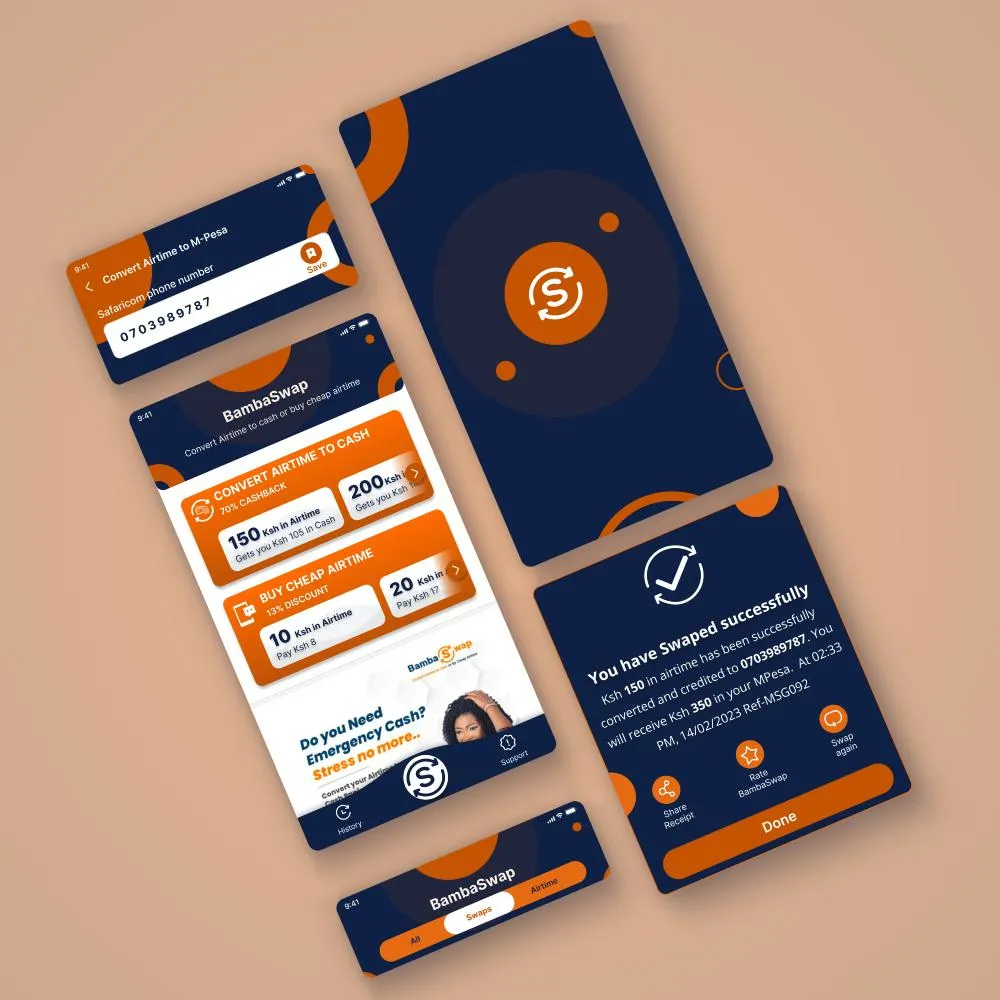 9:41
Convert Airtime to M-Pesa
Safaricom phone number
0703989787
Save
9:41
BambaSwap
Convert Airtime to cash or buy cheap airtime
CONVERT AIRTIME TO CASH
70% CASHBACK
150 Ksh in Airtime
Gets you Ksh 105 in Cash
200 Ksh i
Gets you Ksh
BUY CHEAP AIRTIME
13% DISCOUNT
10 Ksh in Airtime
Pay Ksh 8
20 Ksh in
Pay Ksh 17
BambaSwap
Do you Need
Emergency Cash?
Stress no more..
Convert your Airtime
History
S
Support
S
You have Swaped successfully
Ksh 150 in airtime has been successfully
converted and credited to 0703989787. You
will receive Ksh 350 in your MPesa. At 02:33
PM, 14/02/2023 Ref-MSG092
Share
Receipt
Rate
BambaSwap
Swap
again
Done
9:41
BambaSwap
All
Swaps
Airtime